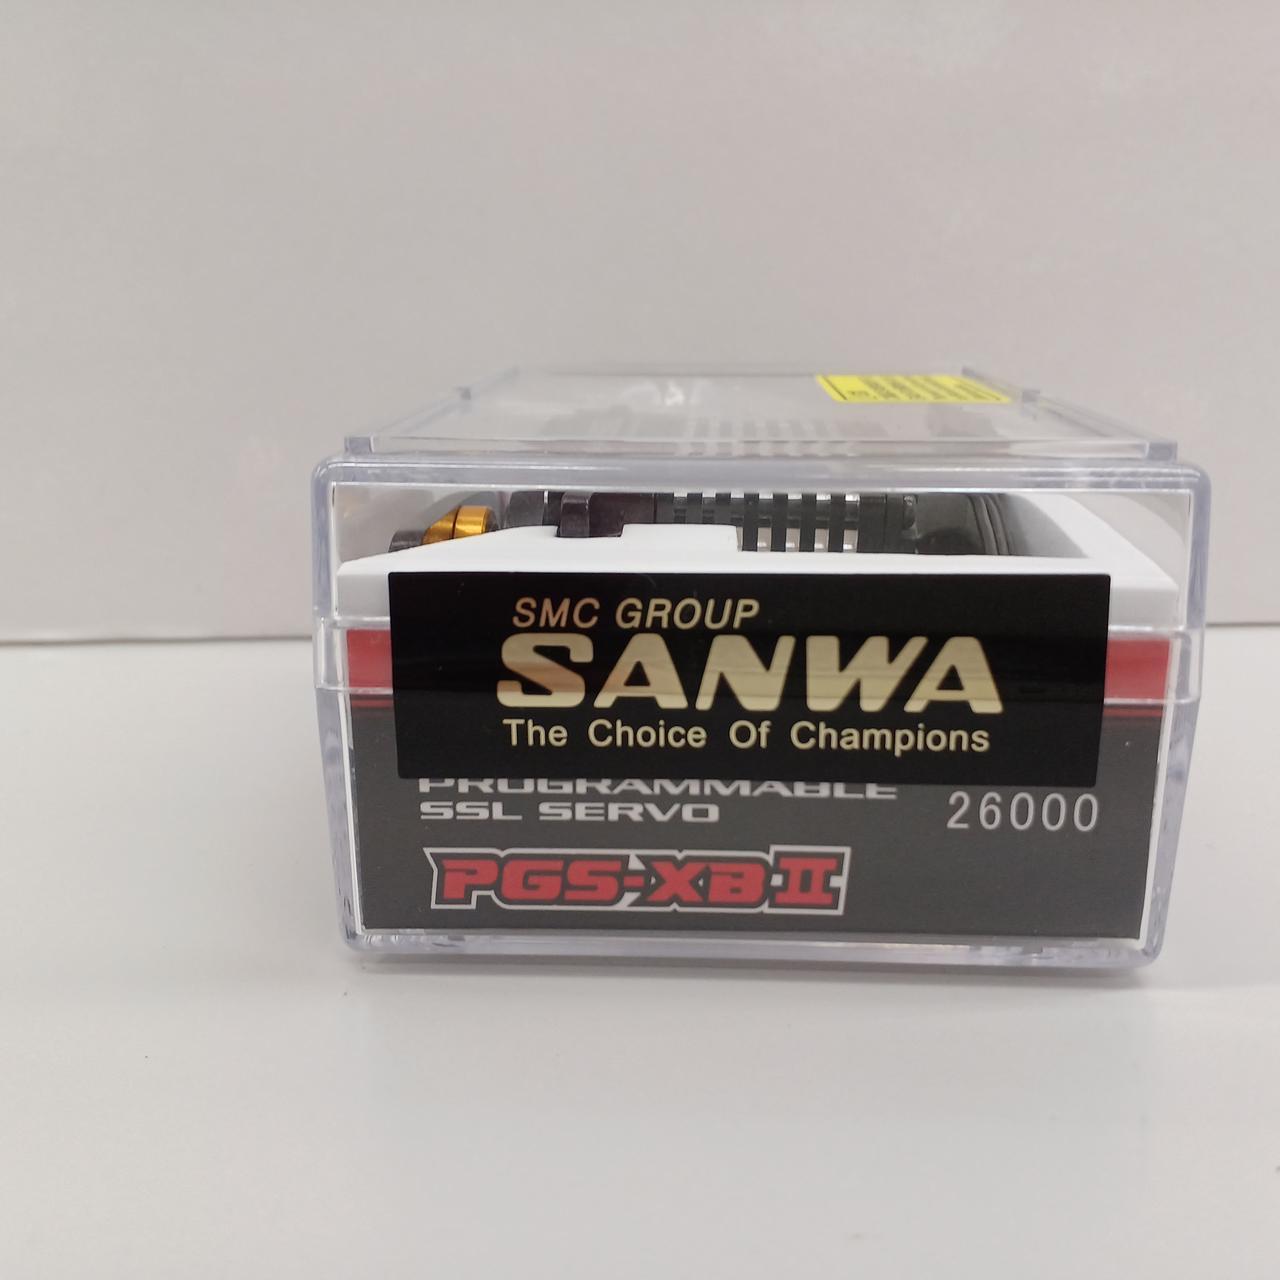 SMC GROUP
SANWA
The Choice Of Champions
PROGRAMMABLE
SSL SERVO
26000
PGS-XB II